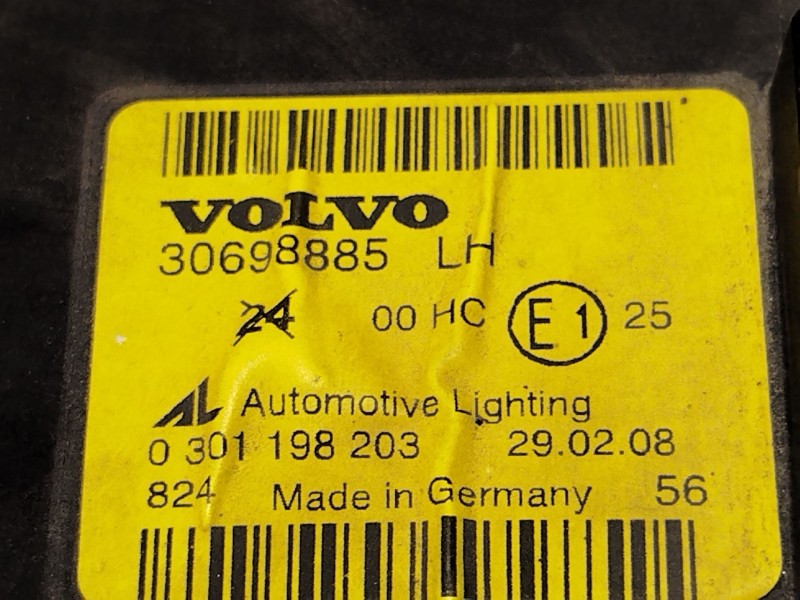 VOLVO
30698885 LH
24 00 HC E1 25
AL Automotive Lighting
0 301 198 203 29.02.08
824 Made in Germany 56